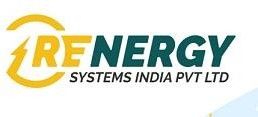 RENERGY
SYSTEMS INDIA PVT LTD